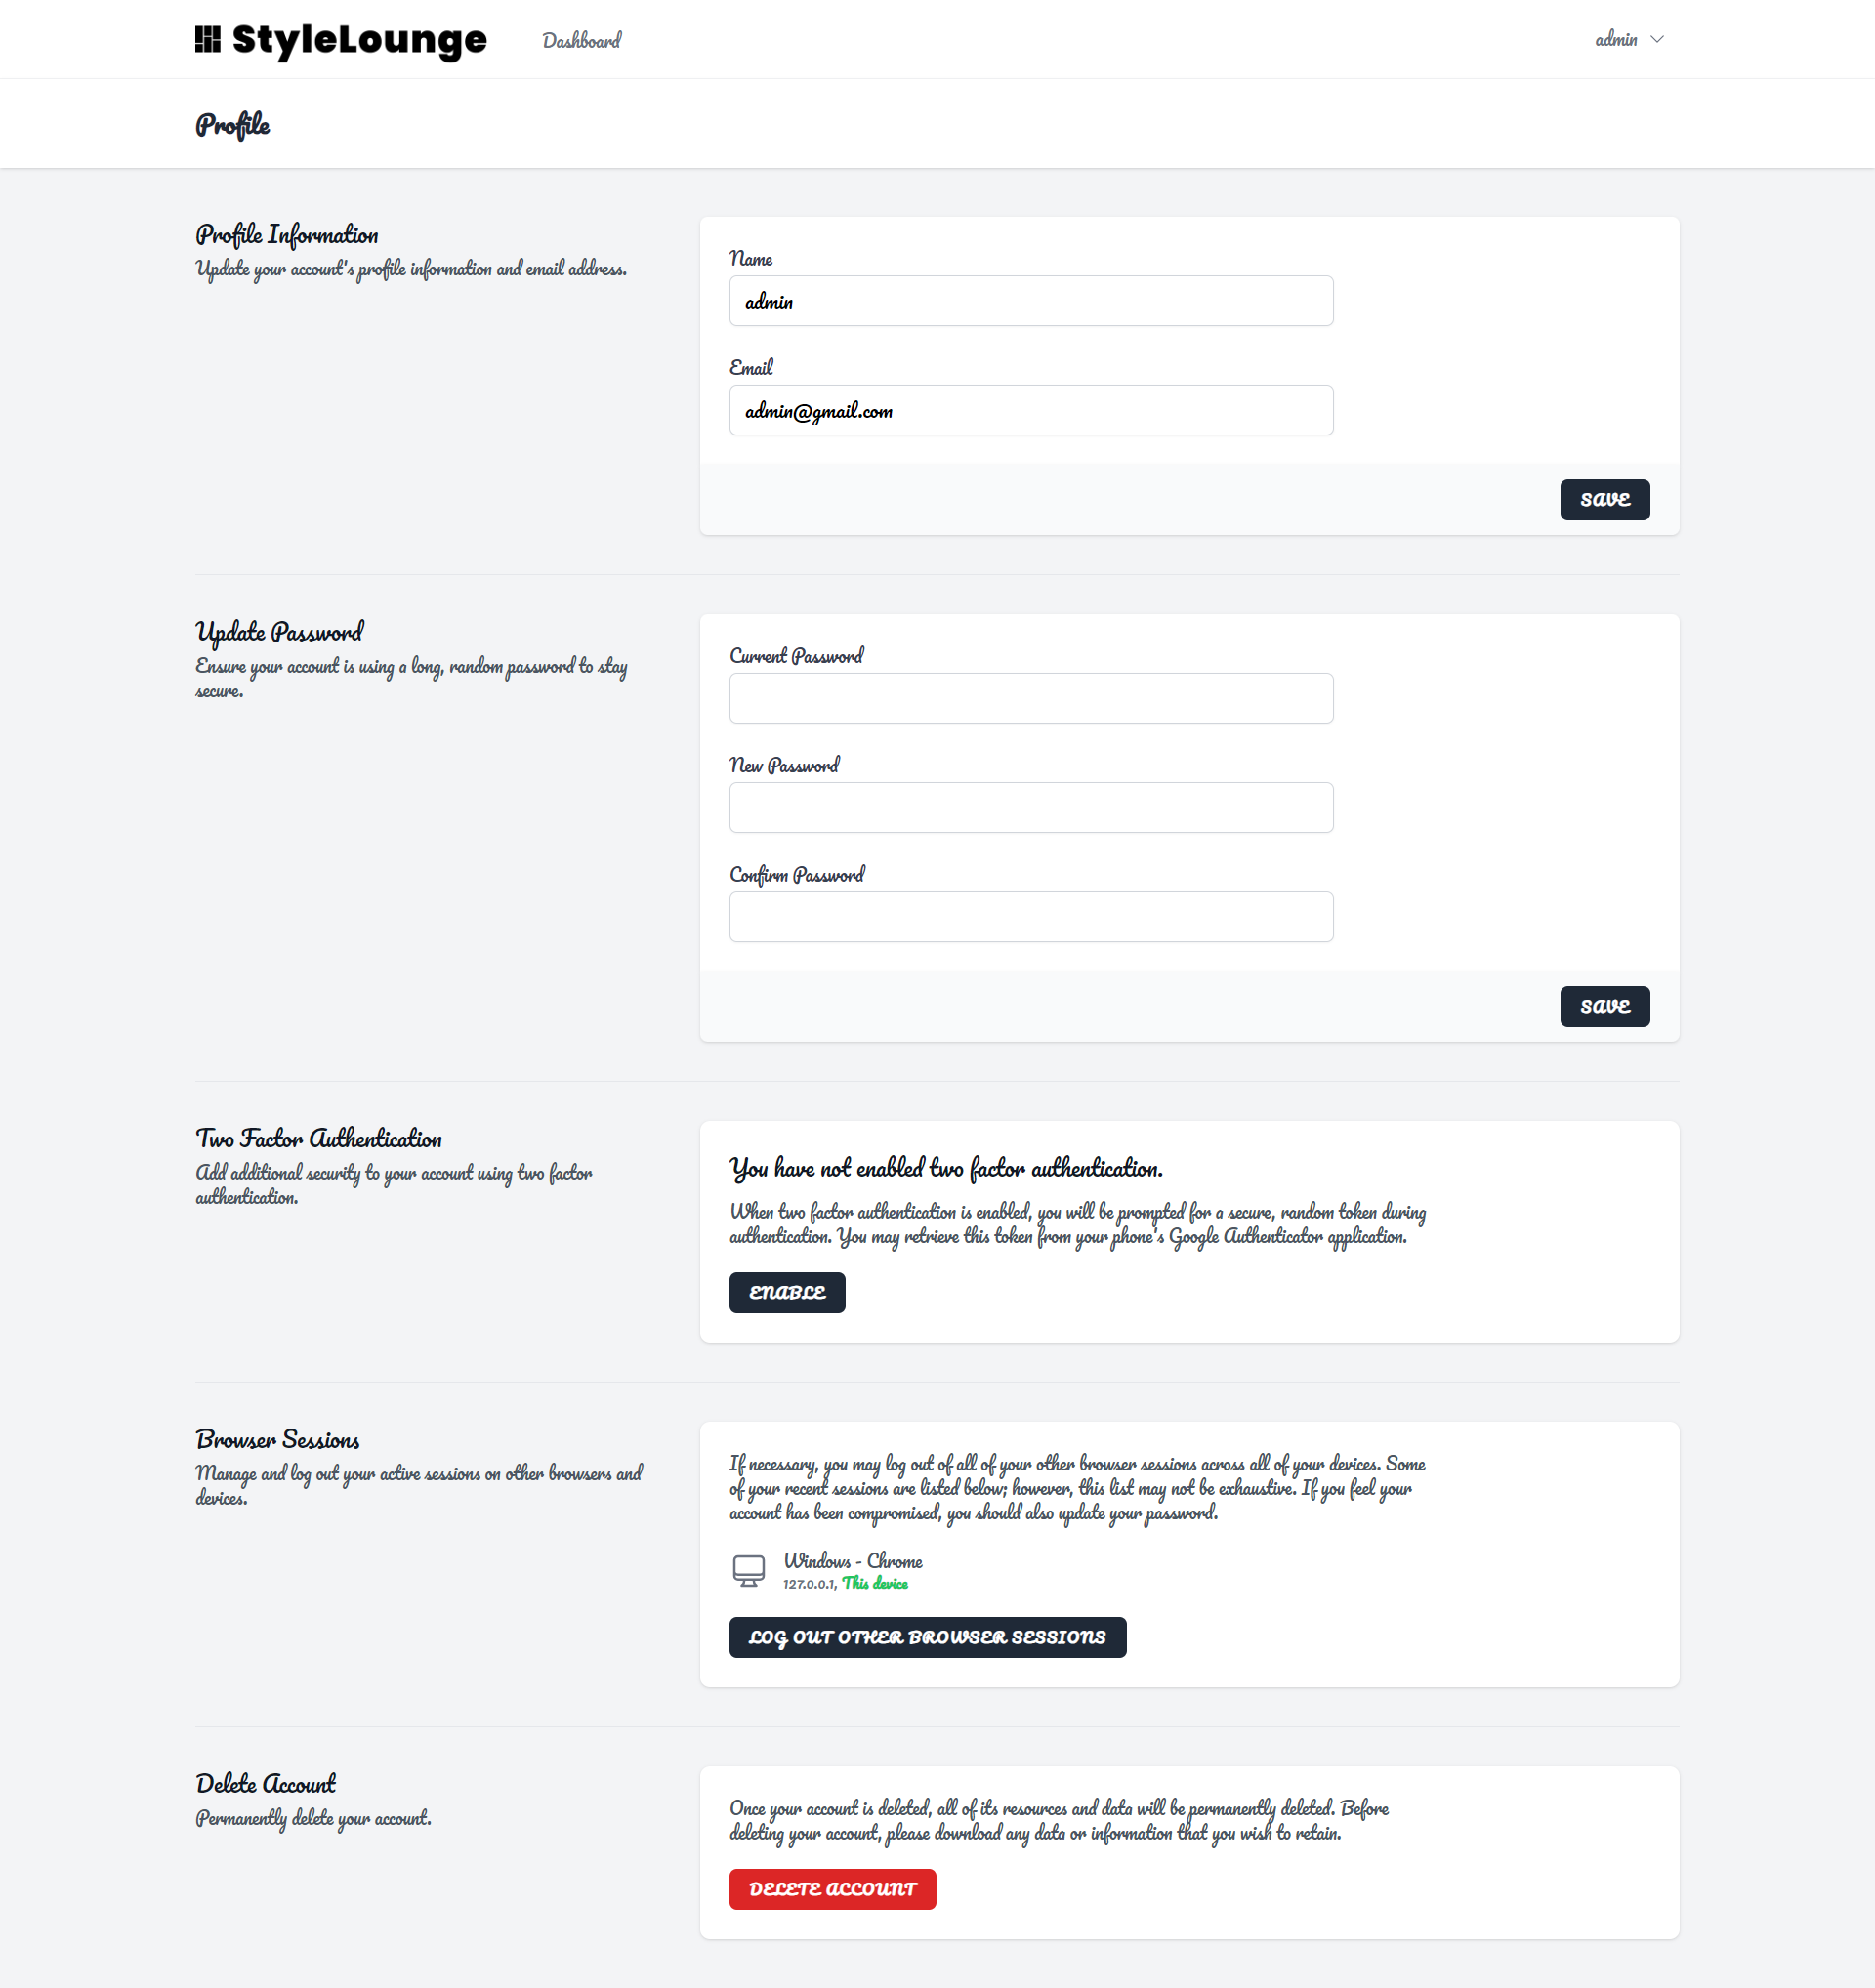 StyleLounge
Dashboard
admin
Profile
Profile Information
Update your account's profile information and email address.
Name
admin
Email
admin@gmail.com
SAVE
Update Password
Ensure your account is using a long, random password to stay
secure.
Current Password
New Password
Confirm Password
SAVE
Two Factor Authentication
Add additional security to your account using two factor
authentication.
You have not enabled two factor authentication.
When two factor authentication is enabled, you will be prompted for a secure, random token during
authentication. You may retrieve this token from your phone's Google Authenticator application.
ENABLE
Browser Sessions
Manage and log out your active sessions on other browsers and
devices.
If necessary, you may log out of all of your other browser sessions across all of your devices. Some
of your recent sessions are listed below; however, this list may not be exhaustive. If you feel your
account has been compromised, you should also update your password.
Windows - Chrome
127.0.0.1, This device
LOG OUT OTHER BROWSER SESSIONS
Delete Account
Permanently delete your account.
Once your account is deleted, all of its resources and data will be permanently deleted. Before
deleting your account, please download any data or information that you wish to retain.
DELETE ACCOUNT